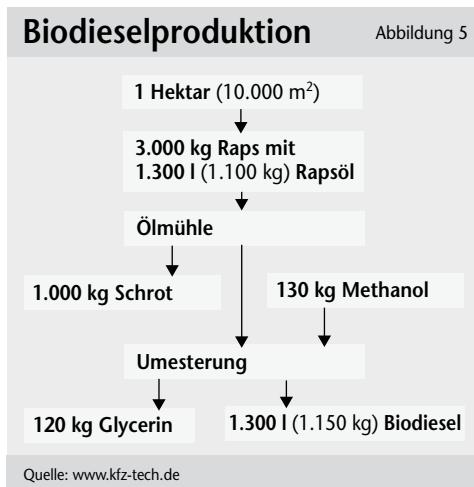 Biodieselproduktion
Abbildung 5
1 Hektar (10.000 m²)
3.000 kg Raps mit
1.300 l (1.100 kg) Rapsöl
Ölmühle
1.000 kg Schrot
130 kg Methanol
Umesterung
120 kg Glycerin
1.300 l (1.150 kg) Biodiesel
Quelle: www.kfz-tech.de